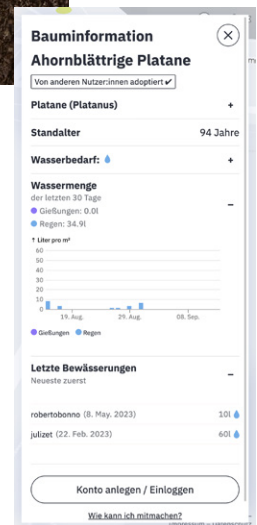 Bauminformation
Ahornblättrige Platane
Von anderen Nutzer:innen adoptiert ✔
Platane (Platanus) +
Standalter 94 Jahre
Wasserbedarf: +
Wassermenge
der letzten 30 Tage –
Gießungen: 0.0l
Regen: 34.9l
↑ Liter pro m²
60
50
40
30
20
10
0
19. Aug. 29. Aug. 08. Sep.
Gießungen Regen
Letzte Bewässerungen
Neueste zuerst –
robertobonno (8. May. 2023) 10l
julizet (22. Feb. 2023) 60l
Konto anlegen / Einloggen
Wie kann ich mitmachen?